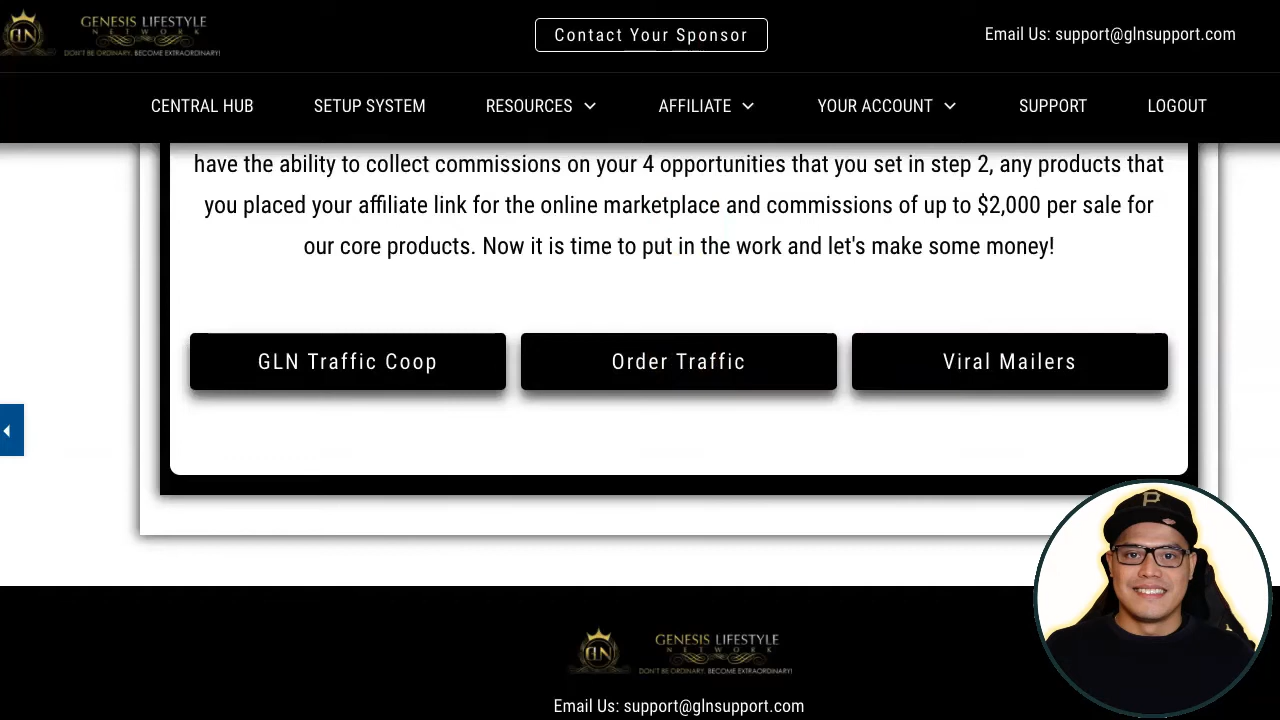 GENESIS LIFESTYLE
NETWORK
DON'T BE ORDINARY. BECOME EXTRAORDINARY!
Contact Your Sponsor
Email Us: support@glnsupport.com
CENTRAL HUB
SETUP SYSTEM
RESOURCES
AFFILIATE
YOUR ACCOUNT
SUPPORT
LOGOUT
have the ability to collect commissions on your 4 opportunities that you set in step 2, any products that
you placed your affiliate link for the online marketplace and commissions of up to $2,000 per sale for
our core products. Now it is time to put in the work and let's make some money!
GLN Traffic Coop
Order Traffic
Viral Mailers
P
GLN
GENESIS LIFESTYLE
NETWORK
DON'T BE ORDINARY. BECOME EXTRAORDINARY!
Email Us: support@glnsupport.com